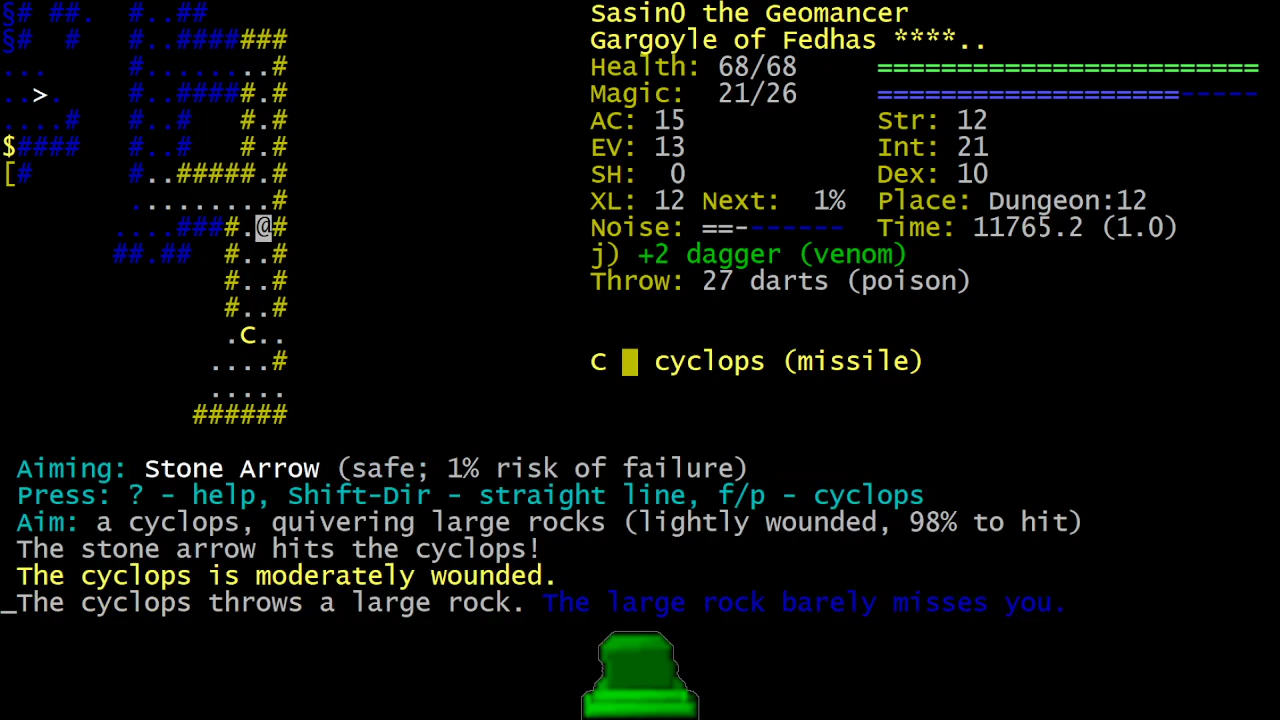 §# ##.  #..##          Sasin0 the Geomancer
§#  #   #..#######     Gargoyle of Fedhas ****..
...     #.........#    Health: 68/68 ========================
..>.    #..#####.#     Magic: 21/26 ===================-----
....#   #..#   #.#     AC: 15 Str: 12
$####   #..#   #.#     EV: 13 Int: 21
[#      #..#####.#     SH: 0 Dex: 10
        .........#     XL: 12 Next: 1% Place: Dungeon:12
       ....####.@#     Noise: ==------- Time: 11765.2 (1.0)
       ##.##  #..#     j) +2 dagger (venom)
              #..#     Throw: 27 darts (poison)
              #..#
              .c..
             ....#     C cyclops (missile)
             .....
            ######
Aiming: Stone Arrow (safe; 1% risk of failure)
Press: ? - help, Shift-Dir - straight line, f/p - cyclops
Aim: a cyclops, quivering large rocks (lightly wounded, 98% to hit)
The stone arrow hits the cyclops!
The cyclops is moderately wounded.
_The cyclops throws a large rock. The large rock barely misses you.